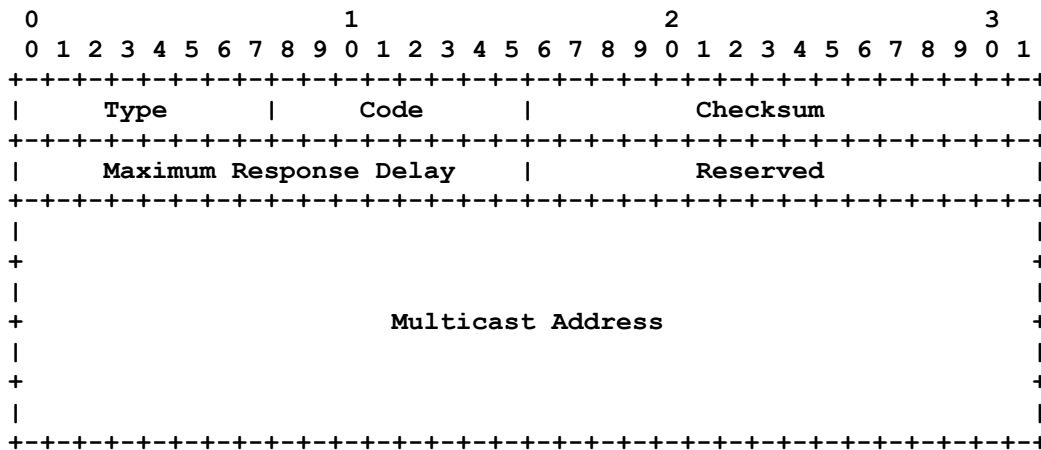 0                   1                   2                   3
0 1 2 3 4 5 6 7 8 9 0 1 2 3 4 5 6 7 8 9 0 1 2 3 4 5 6 7 8 9 0 1
+-+-+-+-+-+-+-+-+-+-+-+-+-+-+-+-+-+-+-+-+-+-+-+-+-+-+-+-+-+-+-+-+
|     Type      |     Code      |          Checksum             |
+-+-+-+-+-+-+-+-+-+-+-+-+-+-+-+-+-+-+-+-+-+-+-+-+-+-+-+-+-+-+-+-+
|     Maximum Response Delay    |          Reserved             |
+-+-+-+-+-+-+-+-+-+-+-+-+-+-+-+-+-+-+-+-+-+-+-+-+-+-+-+-+-+-+-+-+
|                                                               |
+                                                               +
|                                                               |
+                       Multicast Address                       +
|                                                               |
+                                                               +
|                                                               |
+-+-+-+-+-+-+-+-+-+-+-+-+-+-+-+-+-+-+-+-+-+-+-+-+-+-+-+-+-+-+-+-+